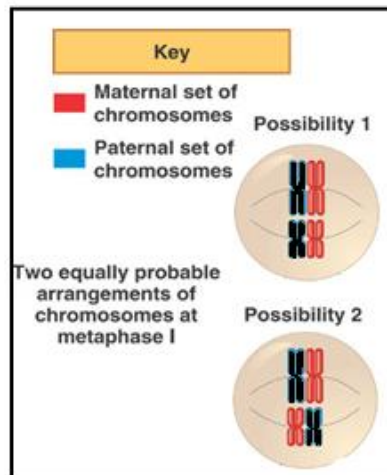 Key
Maternal set of
chromosomes
Possibility 1
Paternal set of
chromosomes
Two equally probable
arrangements of
chromosomes at
metaphase I
Possibility 2